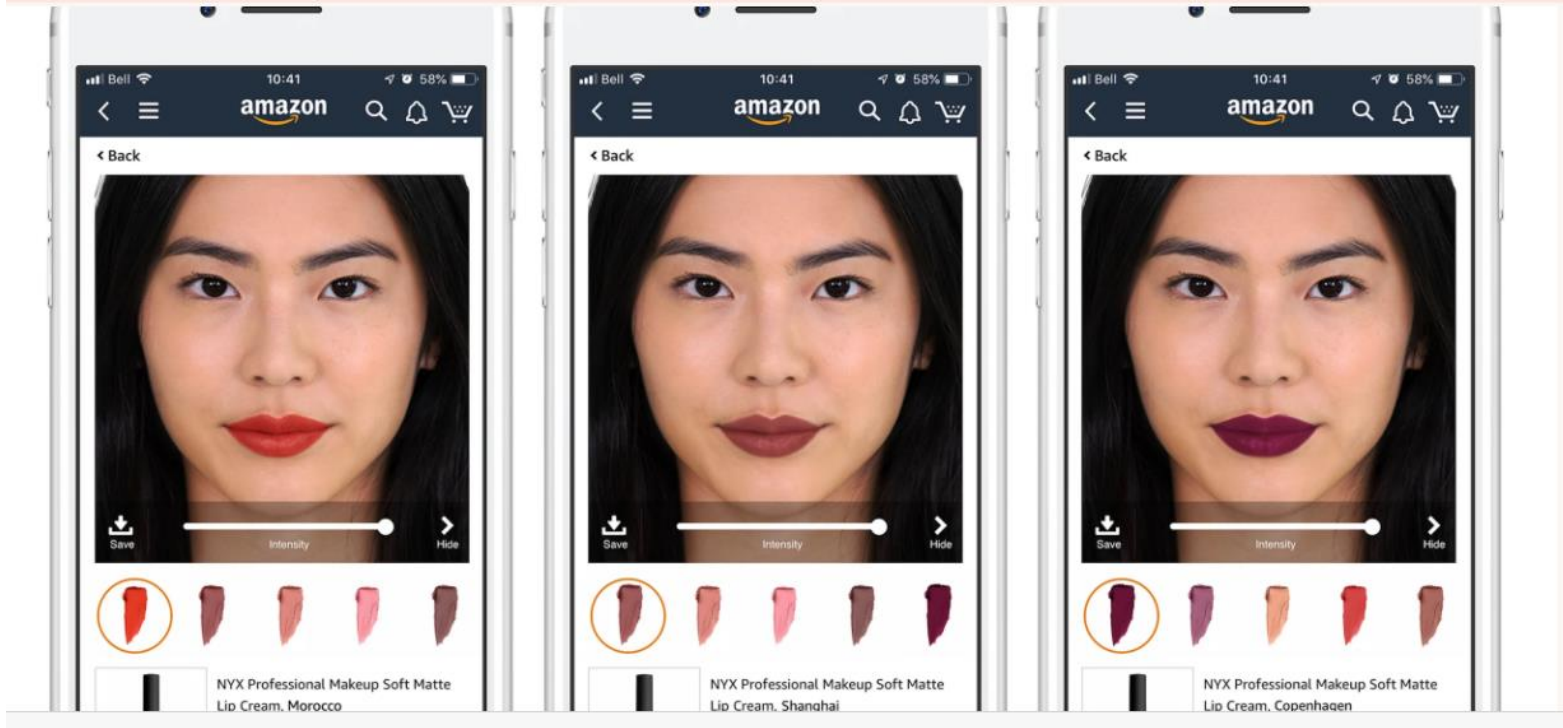 Bell 10:41 58%
amazon
Back
Save Intensity Hide
NYX Professional Makeup Soft Matte
Lip Cream, Morocco
Bell 10:41 58%
amazon
Back
Save Intensity Hide
NYX Professional Makeup Soft Matte
Lip Cream, Shanghai
Bell 10:41 58%
amazon
Back
Save Intensity Hide
NYX Professional Makeup Soft Matte
Lip Cream, Copenhagen